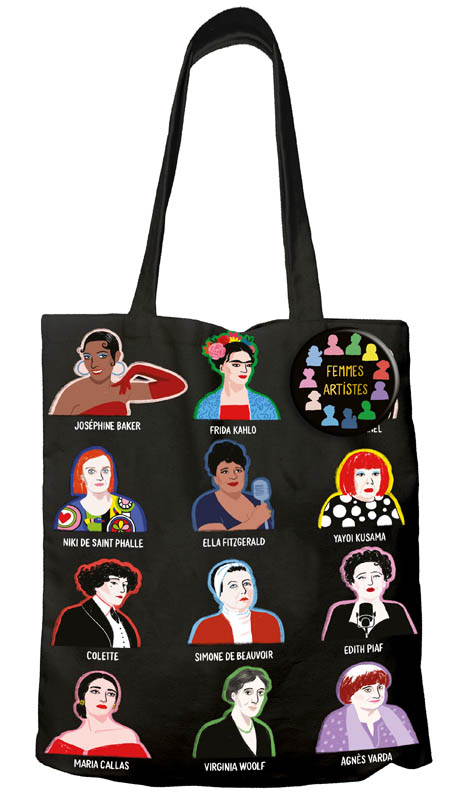 JOSÉPHINE BAKER
FRIDA KAHLO
FEMMES
ARTISTES
NIKI DE SAINT PHALLE
ELLA FITZGERALD
YAYOI KUSAMA
COLETTE
SIMONE DE BEAUVOIR
EDITH PIAF
MARIA CALLAS
VIRGINIA WOOLF
AGNÈS VARDA